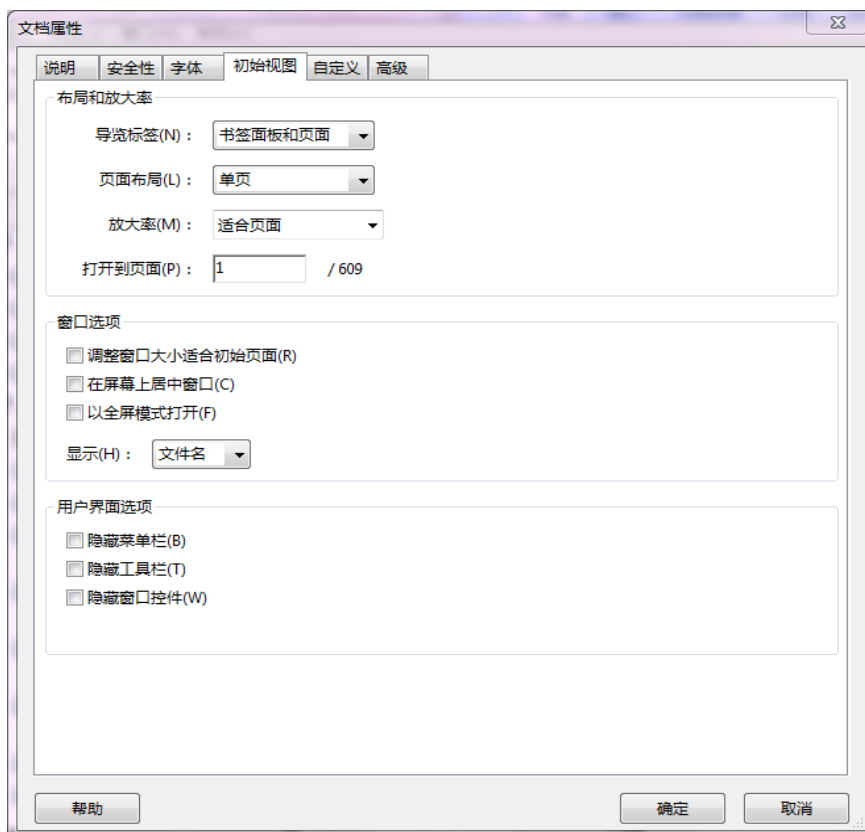 文档属性
说明 安全性 字体 初始视图 自定义 高级
布局和放大率
导览标签(N)： 书签面板和页面
页面布局(L)： 单页
放大率(M)： 适合页面
打开到页面(P)： 1 / 609
窗口选项
调整窗口大小适合初始页面(R)
在屏幕上居中窗口(C)
以全屏模式打开(F)
显示(H)： 文件名
用户界面选项
隐藏菜单栏(B)
隐藏工具栏(T)
隐藏窗口控件(W)
帮助 确定 取消